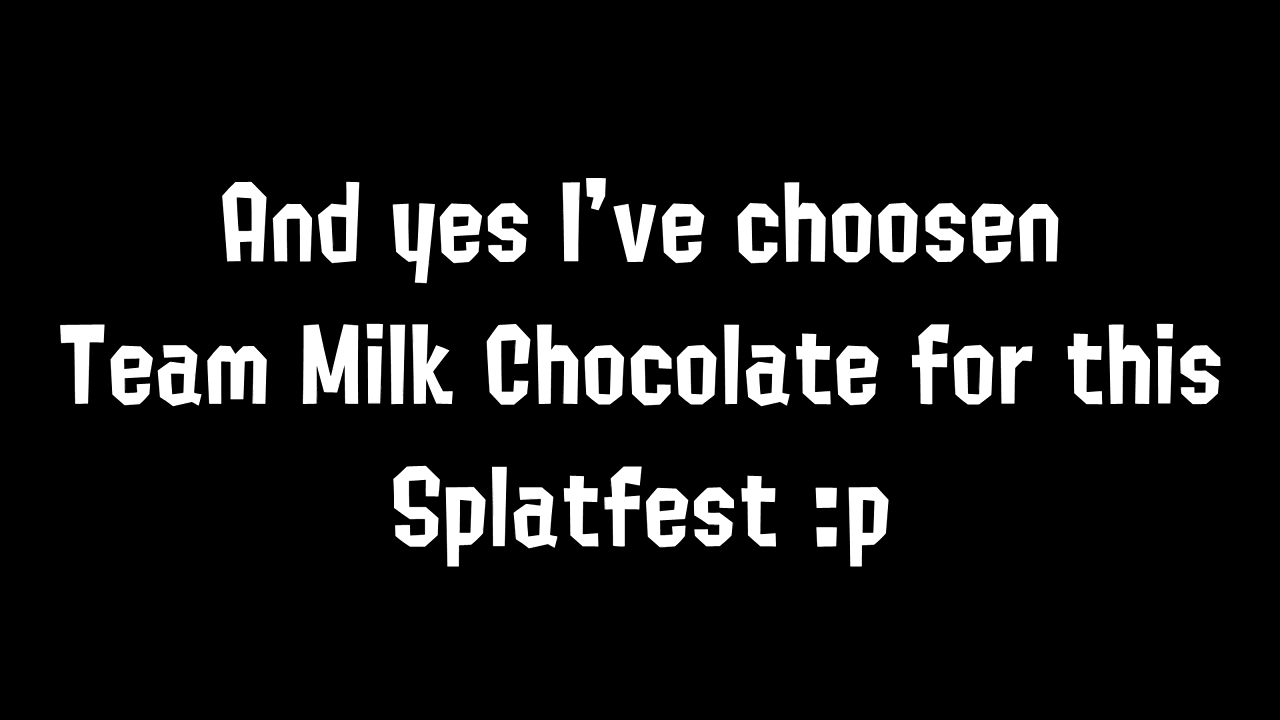 And yes I've choosen
Team Milk Chocolate for this
Splatfest :p